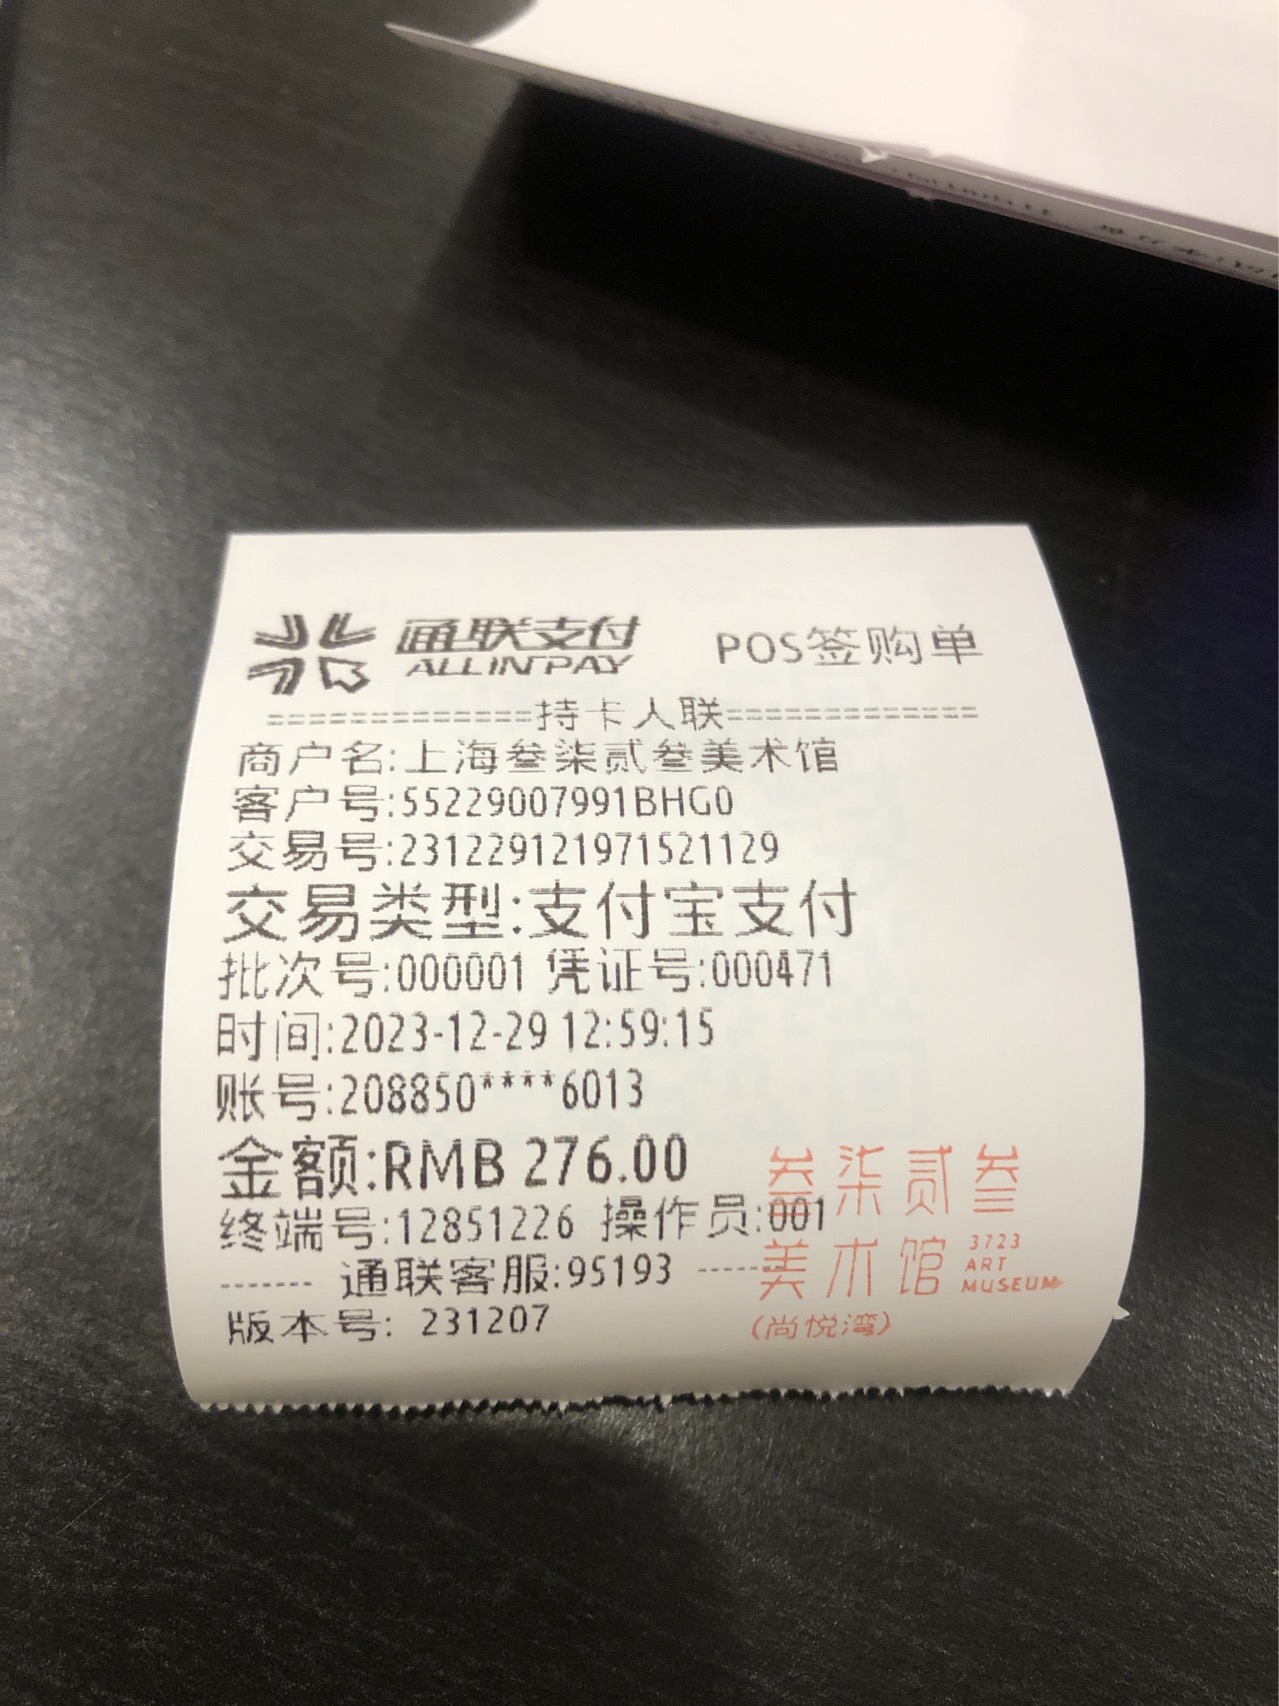 通联支付 POS签购单
ALLINPAY
=============持卡人联=============
商户名:上海叁柒贰叁美术馆
客户号:55229007991BHG0
交易号:231229121971521129
交易类型:支付宝支付
批次号:000001 凭证号:000471
时间:2023-12-29 12:59:15
账号:208850****6013
金额:RMB 276.00
终端号:12851226 操作员:001
------- 通联客服:95193 -------
版本号: 231207
叁柒贰叁
美术馆 3723
ART
MUSEUM
(尚悦湾)